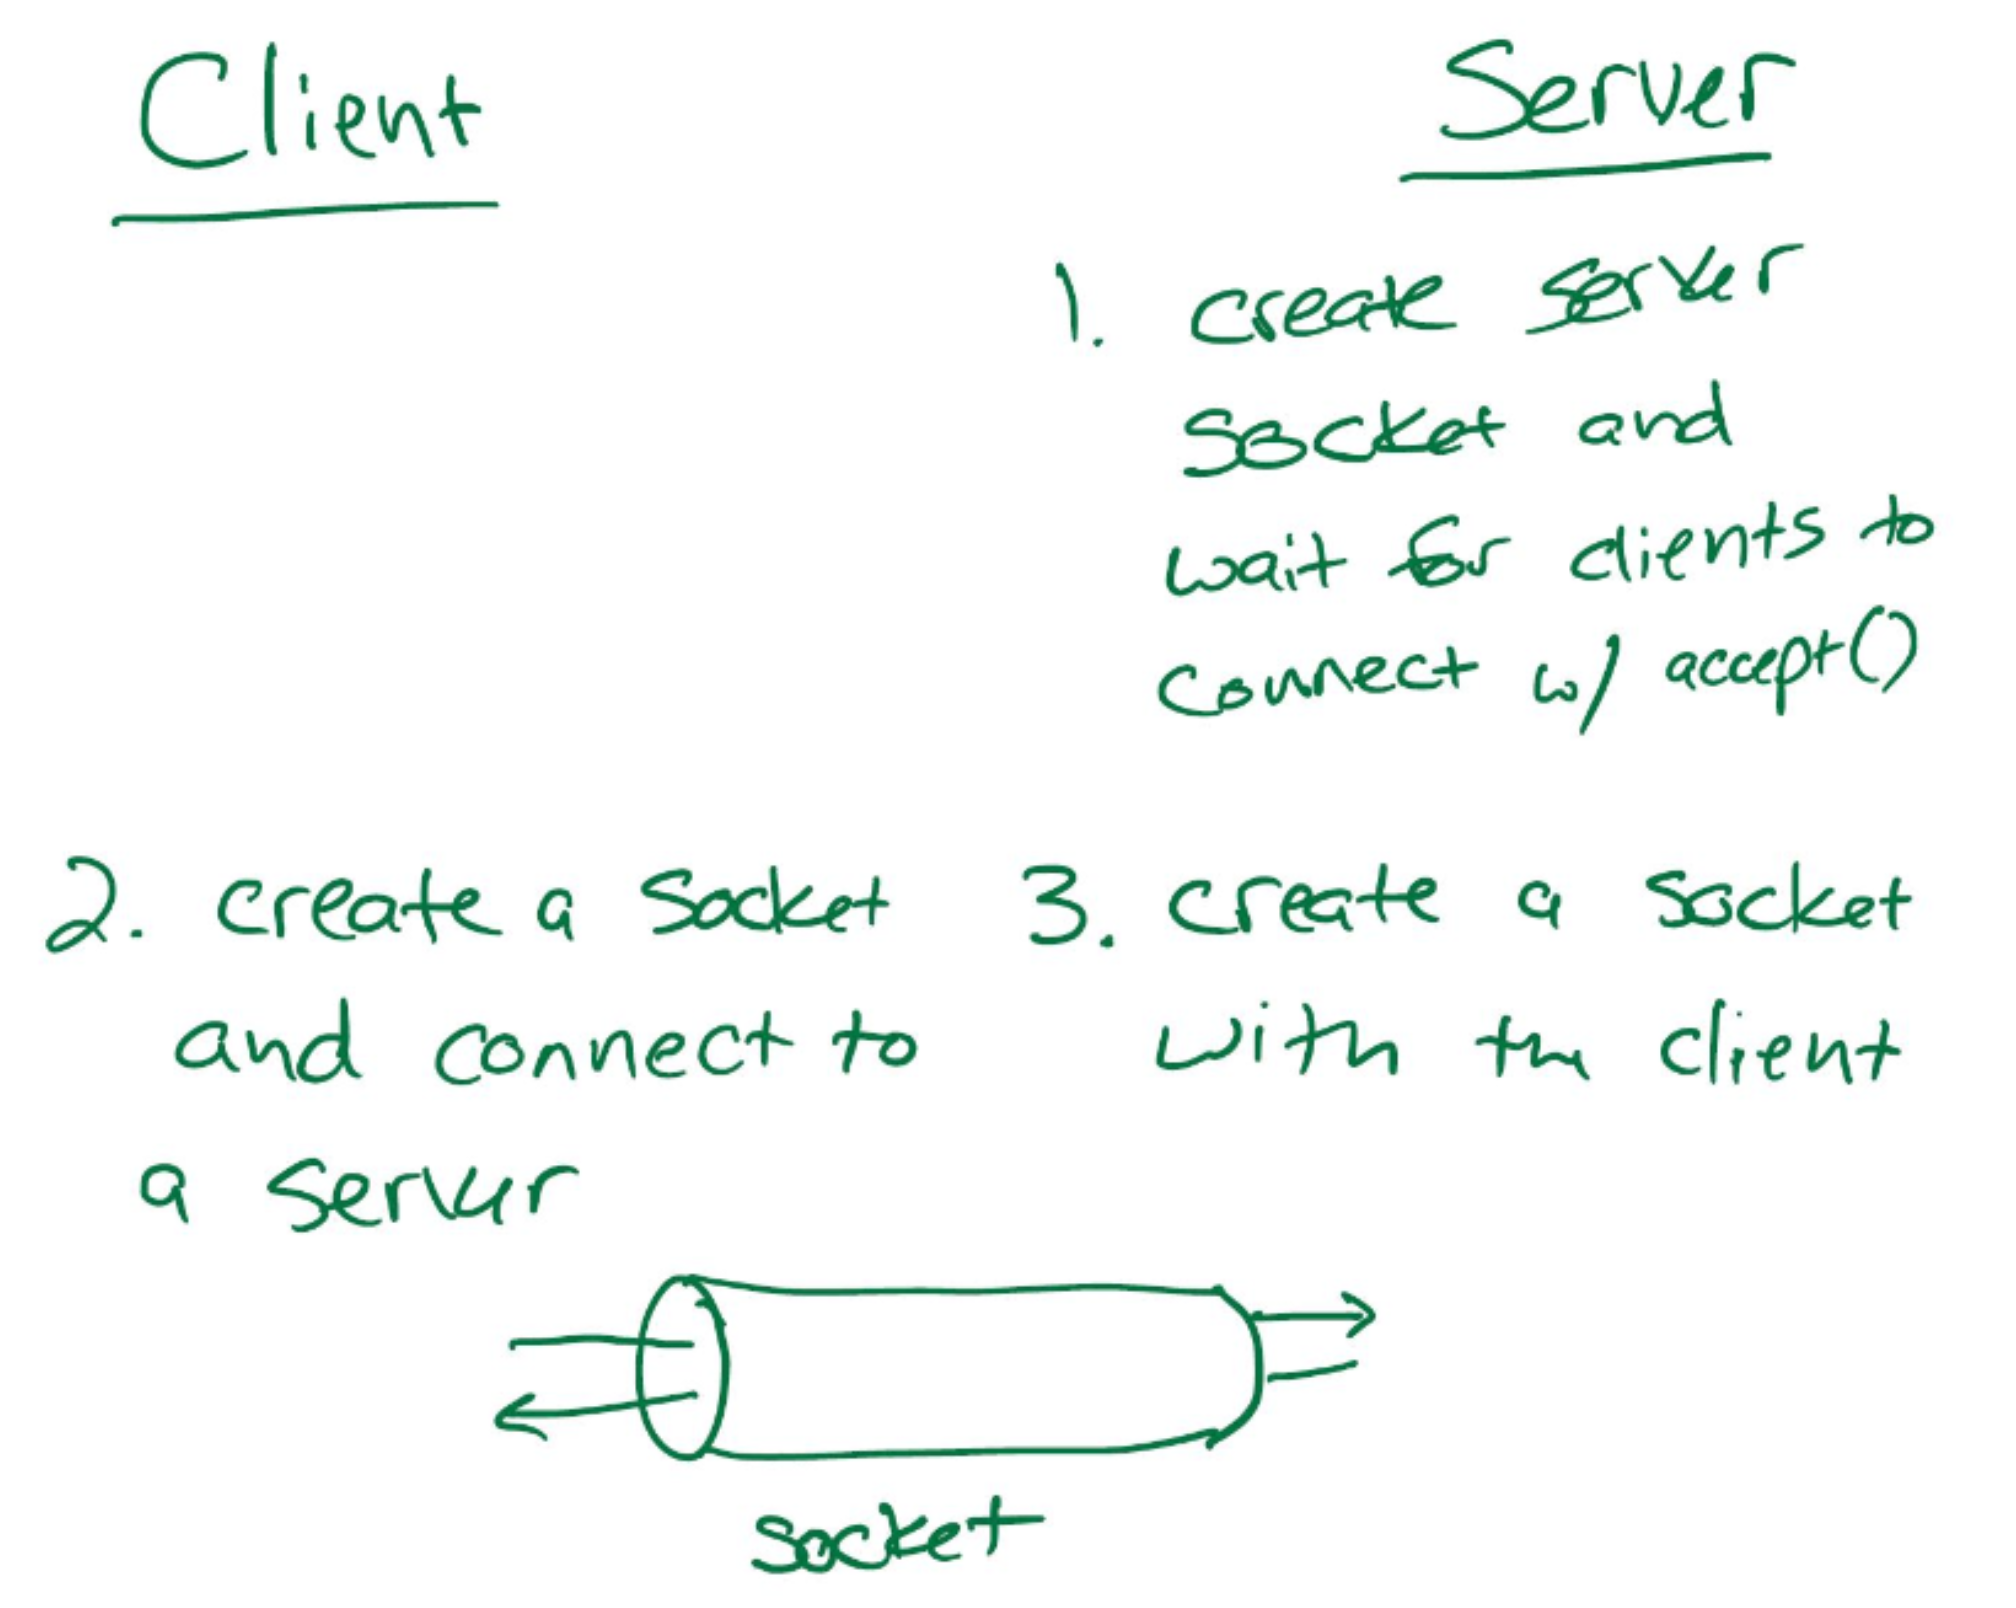 Client
Server
1. create server
socket and
wait for clients to
connect w/ accept()
2. create a socket
and connect to
a server
3. create a socket
with the client
socket